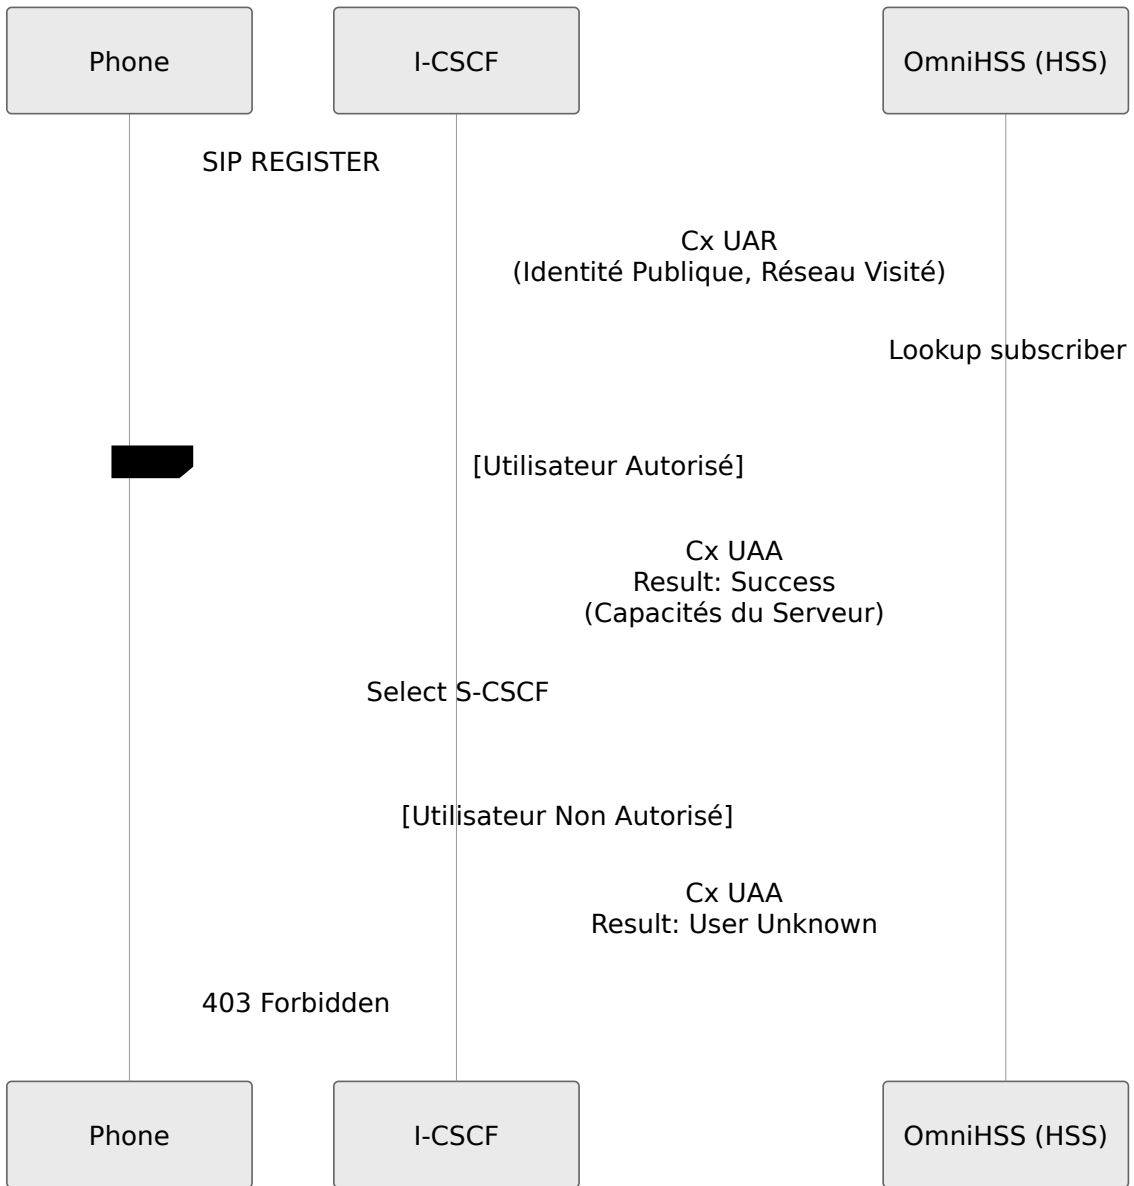 Phone
I-CSCF
OmniHSS (HSS)
SIP REGISTER
Cx UAR
(Identité Publique, Réseau Visité)
Lookup subscriber
[Utilisateur Autorisé]
Cx UAA
Result: Success
(Capacités du Serveur)
Select S-CSCF
[Utilisateur Non Autorisé]
Cx UAA
Result: User Unknown
403 Forbidden
Phone
I-CSCF
OmniHSS (HSS)